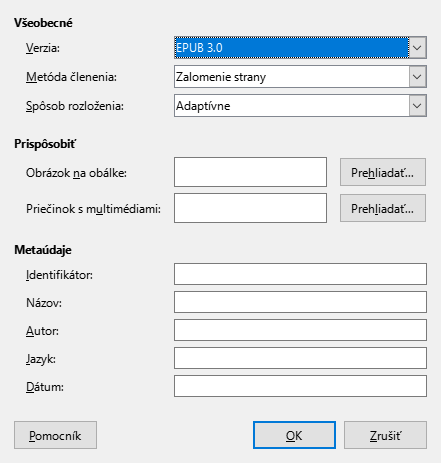 Všeobecné
Verzia: EPUB 3.0
Metóda členenia: Zalomenie strany
Spôsob rozloženia: Adaptívne
Prispôsobiť
Obrázok na obálke: Prehliadať...
Priečinok s multimédiami: Prehliadať...
Metaúdaje
Identifikátor:
Názov:
Autor:
Jazyk:
Dátum:
Pomocník OK Zrušiť